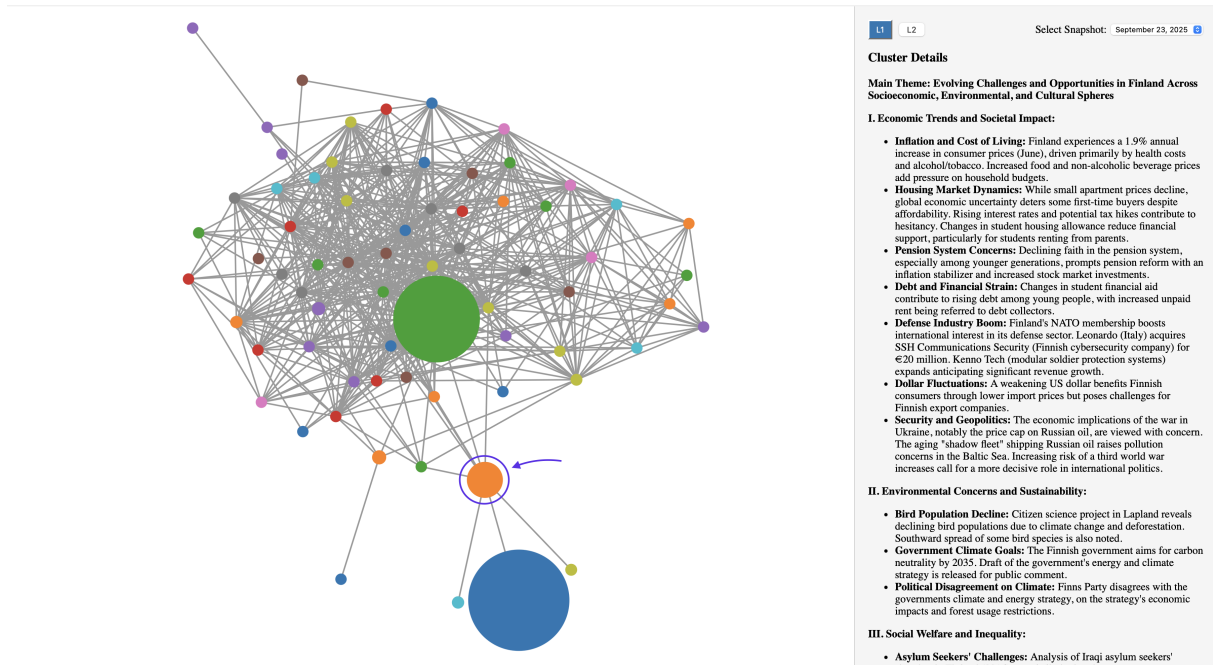 L1 L2 Select Snapshot: September 23, 2025
Cluster Details
Main Theme: Evolving Challenges and Opportunities in Finland Across
Socioeconomic, Environmental, and Cultural Spheres
I. Economic Trends and Societal Impact:
• Inflation and Cost of Living: Finland experiences a 1.9% annual
increase in consumer prices (June), driven primarily by health costs
and alcohol/tobacco. Increased food and non-alcoholic beverage prices
add pressure on household budgets.
• Housing Market Dynamics: While small apartment prices decline,
global economic uncertainty deters some first-time buyers despite
affordability. Rising interest rates and potential tax hikes contribute to
hesitancy. Changes in student housing allowance reduce financial
support, particularly for students renting from parents.
• Pension System Concerns: Declining faith in the pension system,
especially among younger generations, prompts pension reform with an
inflation stabilizer and increased stock market investments.
• Debt and Financial Strain: Changes in student financial aid
contribute to rising debt among young people, with increased unpaid
rent being referred to debt collectors.
• Defense Industry Boom: Finland's NATO membership boosts
international interest in its defense sector. Leonardo (Italy) acquires
SSH Communications Security (Finnish cybersecurity company) for
€20 million. Kenno Tech (modular soldier protection systems)
expands anticipating significant revenue growth.
• Dollar Fluctuations: A weakening US dollar benefits Finnish
consumers through lower import prices but poses challenges for
Finnish export companies.
• Security and Geopolitics: The economic implications of the war in
Ukraine, notably the price cap on Russian oil, are viewed with concern.
The aging "shadow fleet" shipping Russian oil raises pollution
concerns in the Baltic Sea. Increasing risk of a third world war
increases call for a more decisive role in international politics.
II. Environmental Concerns and Sustainability:
• Bird Population Decline: Citizen science project in Lapland reveals
declining bird populations due to climate change and deforestation.
Southward spread of some bird species is also noted.
• Government Climate Goals: The Finnish government aims for carbon
neutrality by 2035. Draft of the government's energy and climate
strategy is released for public comment.
• Political Disagreement on Climate: Finns Party disagrees with the
governments climate and energy strategy, on the strategy's economic
impacts and forest usage restrictions.
III. Social Welfare and Inequality:
• Asylum Seekers' Challenges: Analysis of Iraqi asylum seekers'